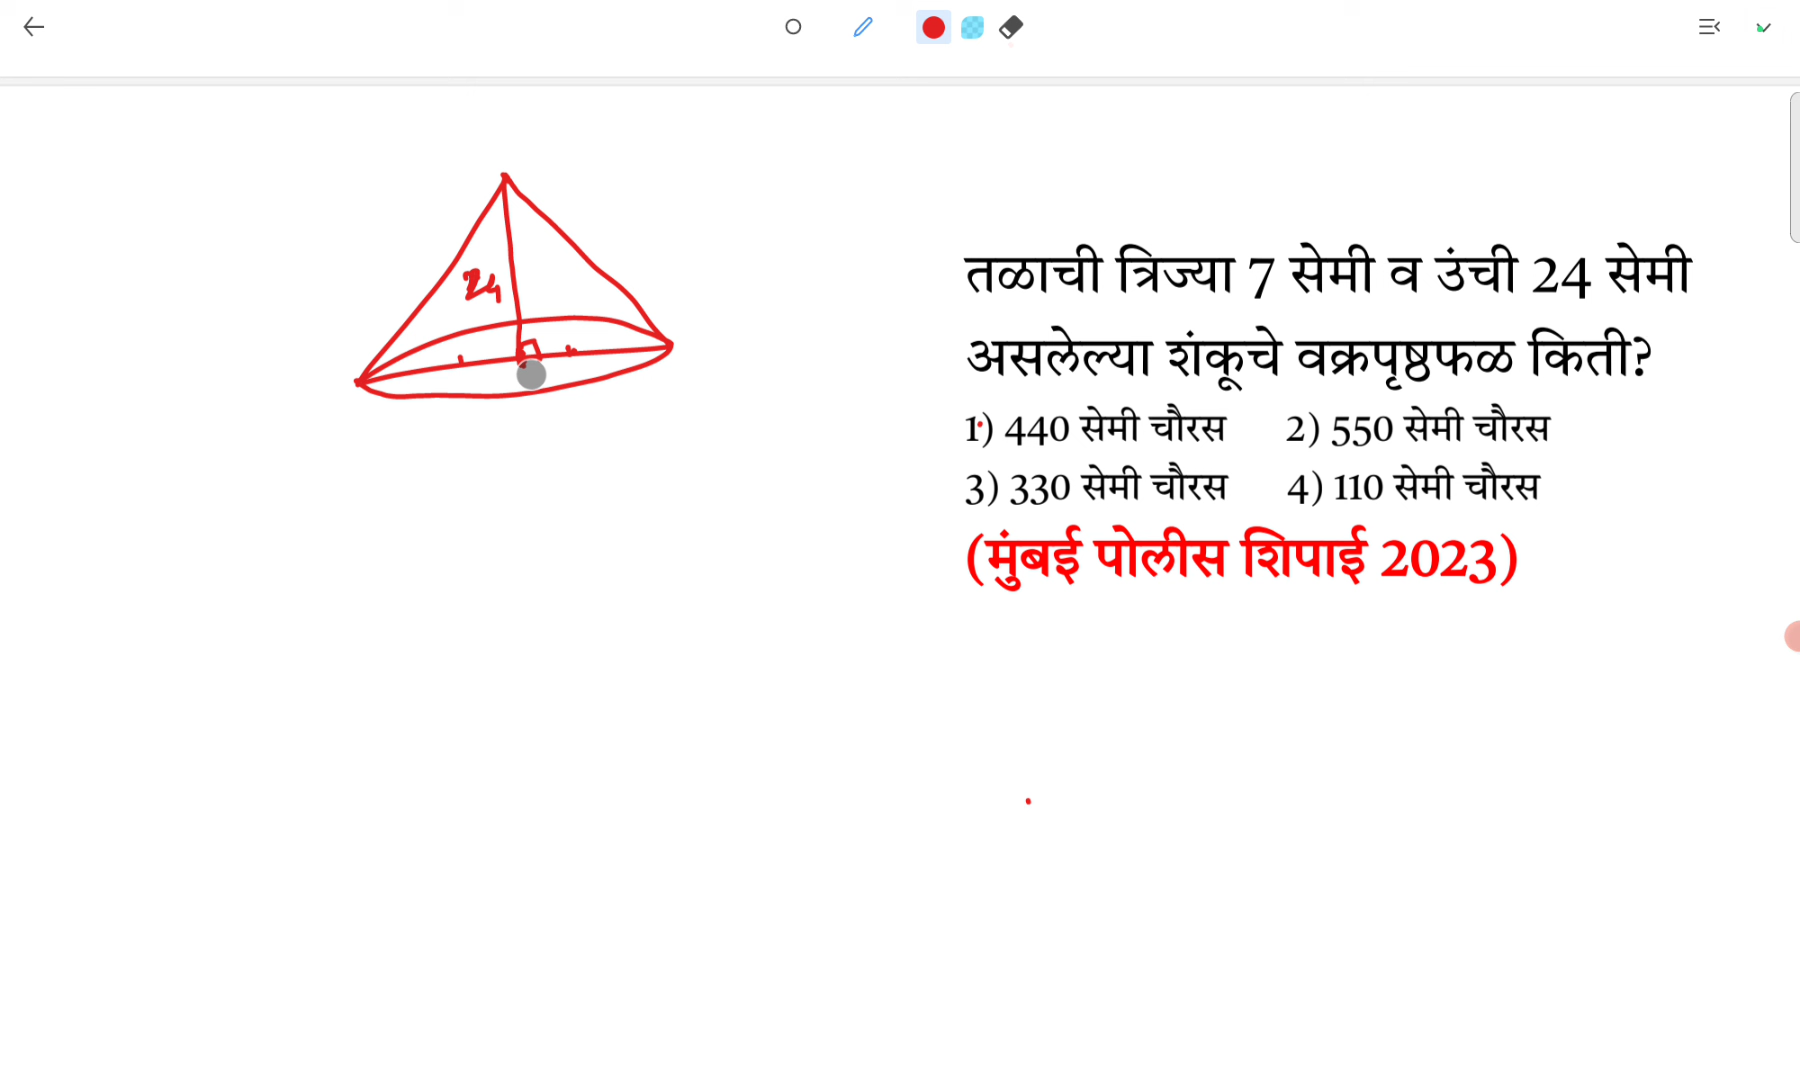 24
तळाची त्रिज्या 7 सेमी व उंची 24 सेमी
असलेल्या शंकूचे वक्रपृष्ठफळ किती?
1) 440 सेमी चौरस 2) 550 सेमी चौरस
3) 330 सेमी चौरस 4) 110 सेमी चौरस
(मुंबई पोलीस शिपाई 2023)